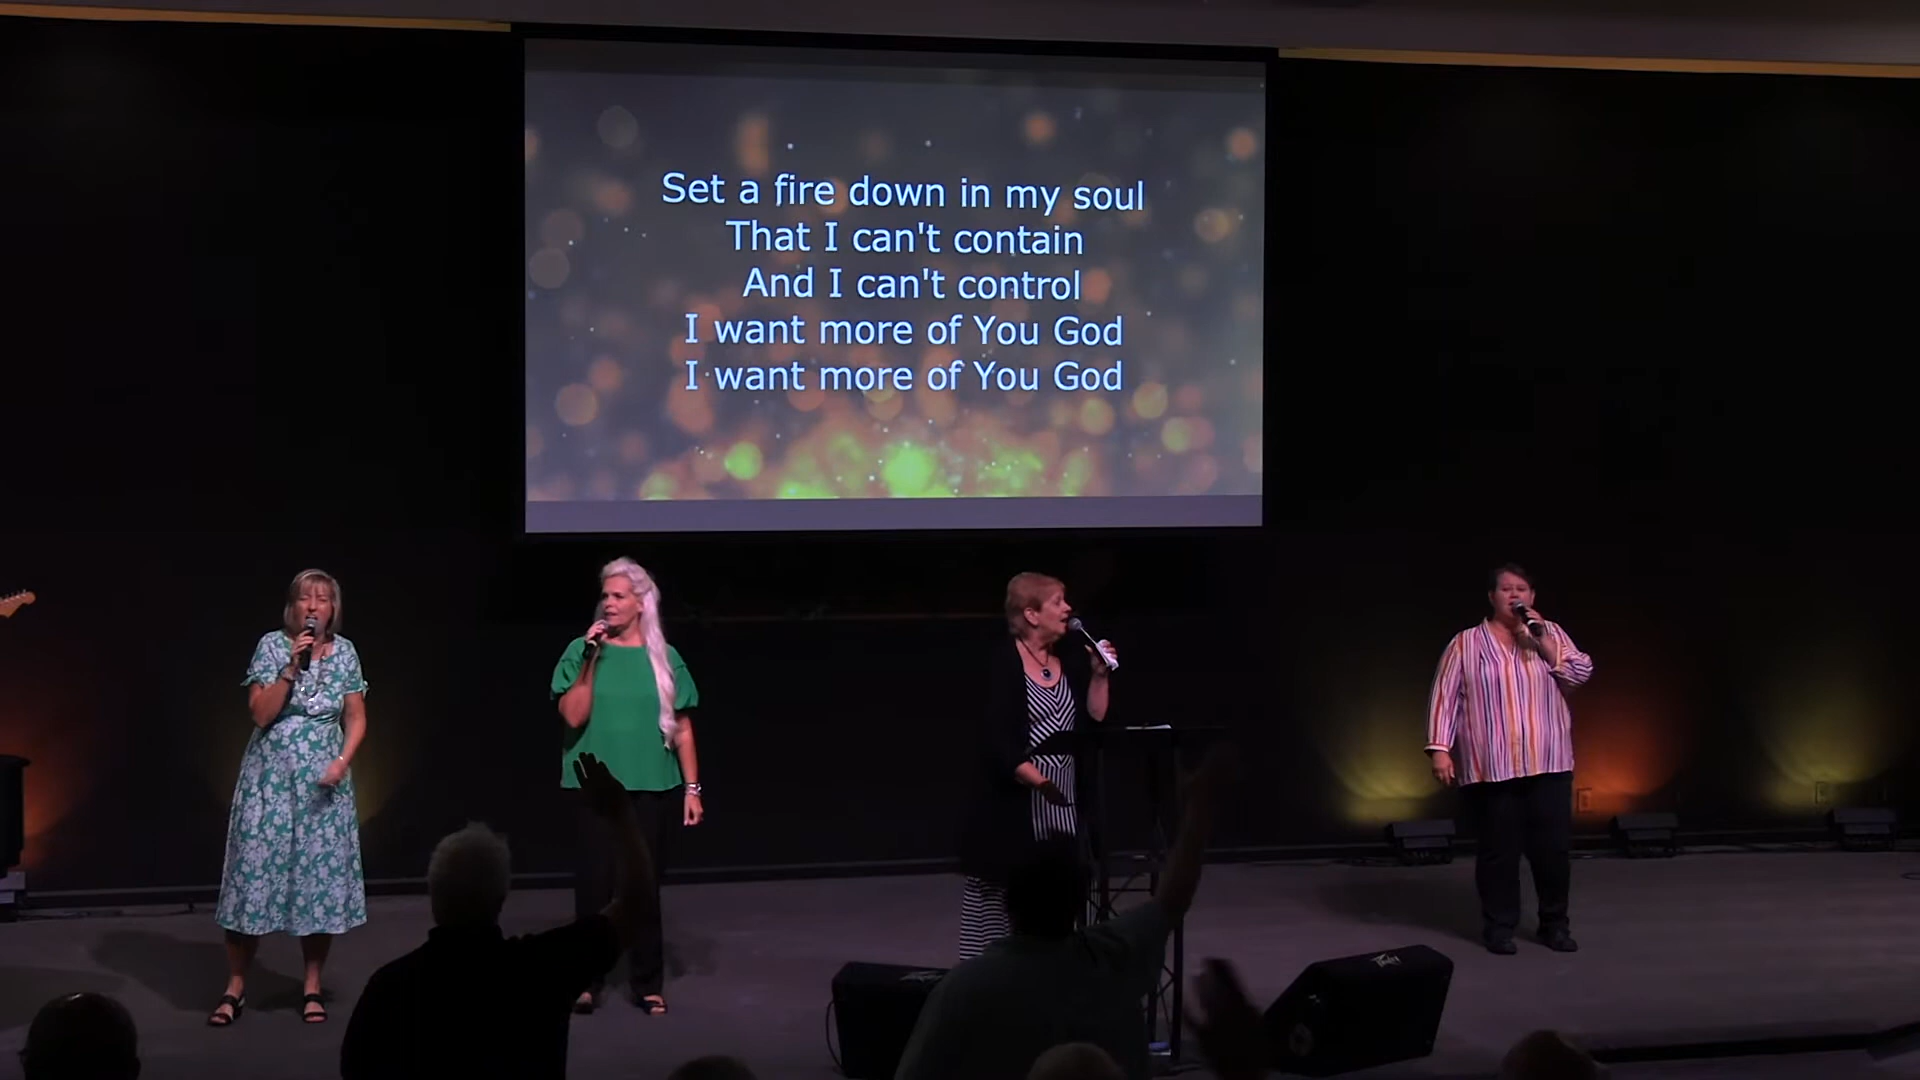 Set a fire down in my soul
That I can't contain
And I can't control
I want more of You God
I want more of You God